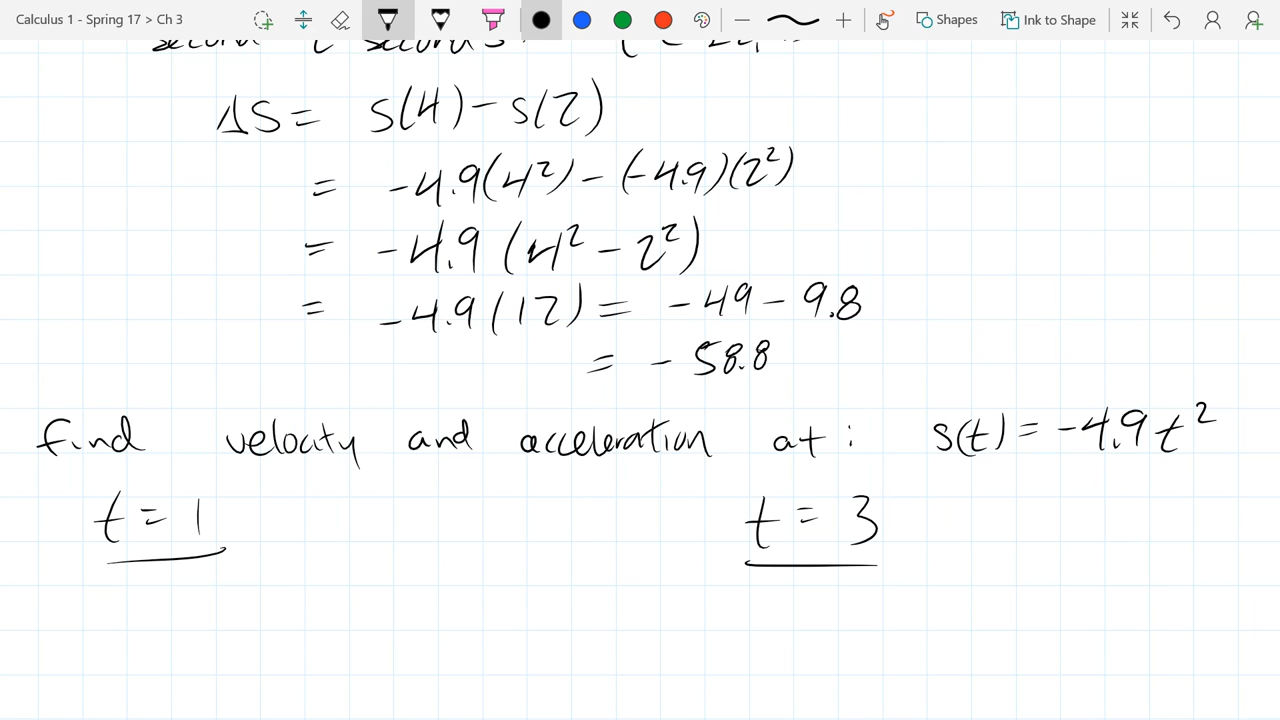 Calculus 1 - Spring 17 > Ch 3 Shapes Ink to Shape
second seconds
ΔS = s(4) - s(2)
= -4.9(4²) - (-4.9)(2²)
= -4.9 (4² - 2²)
= -4.9(12) = -49 - 9.8
= -58.8
Find velocity and acceleration at: s(t) = -4.9t²
t = 1 t = 3